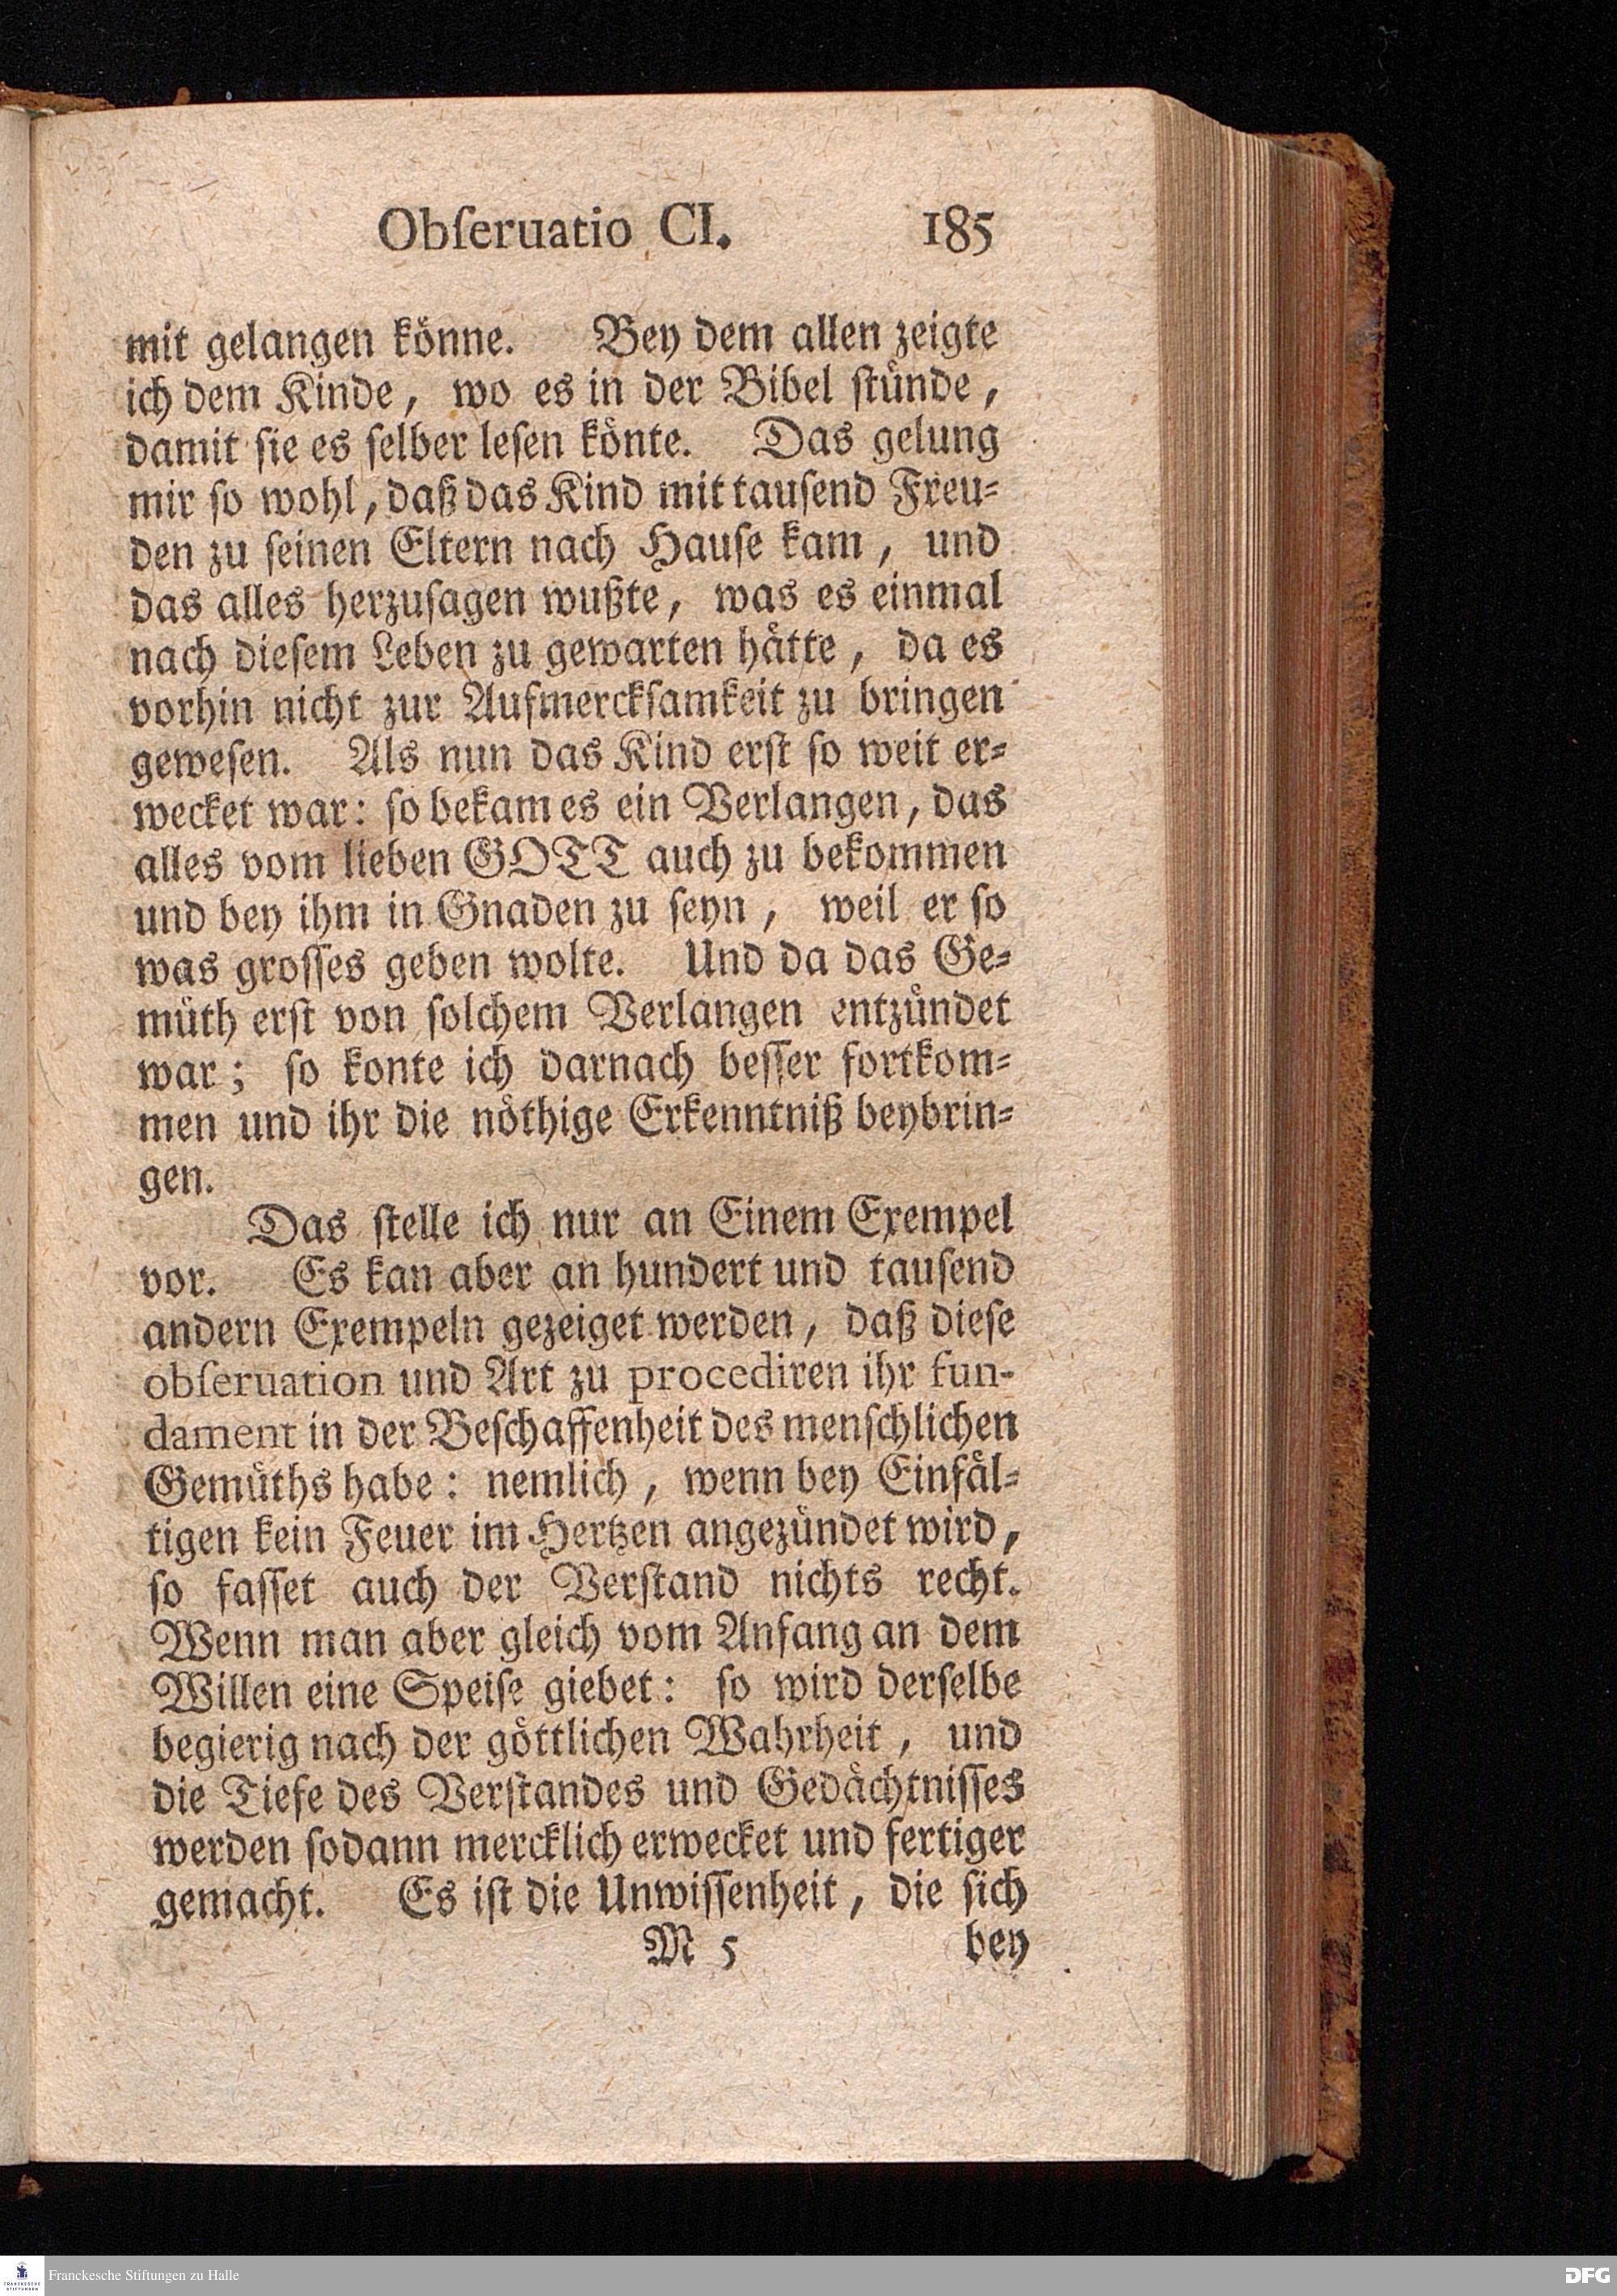 Obſeruatio CI. 185
mit gelangen könne. Bey dem allen zeigte
ich dem Kinde, wo es in der Bibel ſtünde,
damit ſie es ſelber leſen könte. Das gelung
mir ſo wohl, daß das Kind mit tauſend Freu-
den zu ſeinen Eltern nach Hauſe kam, und
das alles herzuſagen wußte, was es einmal
nach dieſem Leben zu gewarten hätte, da es
vorhin nicht zur Aufmerckſamkeit zu bringen
geweſen. Als nun das Kind erſt ſo weit er-
wecket war: ſo bekam es ein Verlangen, das
alles vom lieben GOTT auch zu bekommen
und bey ihm in Gnaden zu ſeyn, weil er ſo
was groſſes geben wolte. Und da das Ge-
müth erſt von ſolchem Verlangen entzündet
war; ſo konte ich darnach beſſer fortkom-
men und ihr die nöthige Erkenntniß beybrin-
gen.
Das ſtelle ich nur an Einem Exempel
vor. Es kan aber an hundert und tauſend
andern Exempeln gezeiget werden, daß dieſe
obſeruation und Art zu procediren ihr fun-
dament in der Beſchaffenheit des menſchlichen
Gemüths habe: nemlich, wenn bey Einfäl-
tigen kein Feuer im Hertzen angezündet wird,
ſo faſſet auch der Verſtand nichts recht.
Wenn man aber gleich vom Anfang an dem
Willen eine Speiſe giebet: ſo wird derſelbe
begierig nach der göttlichen Wahrheit, und
die Tiefe des Verſtandes und Gedächtniſſes
werden ſodann mercklich erwecket und fertiger
gemacht. Es iſt die Unwiſſenheit, die ſich
M 5 bey
FRANCKESCHE STIFTUNGEN
Franckesche Stiftungen zu Halle
DFG